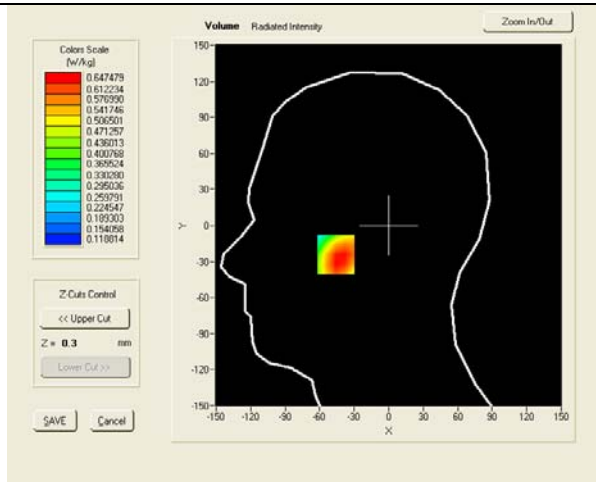 Volume Radiated Intensity
Zoom In/Out
Colors Scale
(W/kg)
0.647479
0.612234
0.576990
0.541746
0.506501
0.471257
0.436013
0.400768
0.365524
0.330280
0.295036
0.259791
0.224547
0.189303
0.154058
0.118814
Z-Cuts Control
<< Upper Cut
Z = 0.3 mm
Lower Cut >>
SAVE Cancel
150-
120-
90-
60-
30-
0-
-30-
-60-
-90-
-120-
-150-
Y
-150 -120 -90 -60 -30 0 30 60 90 120 150
X